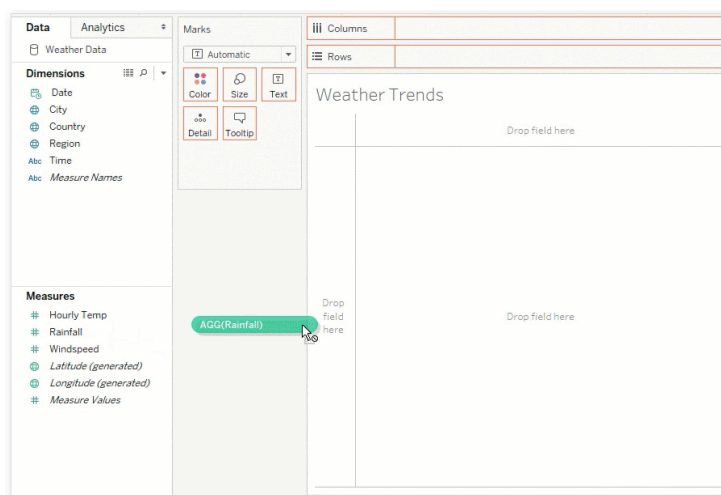 Data Analytics
Weather Data
Dimensions
Date
City
Country
Region
Abc Time
Abc Measure Names
Measures
# Hourly Temp
# Rainfall
# Windspeed
Latitude (generated)
Longitude (generated)
# Measure Values
Marks
T Automatic
Color Size T Text
Detail Tooltip
AGG(Rainfall)
Columns
Rows
Weather Trends
Drop field here
Drop
field
here
Drop field here